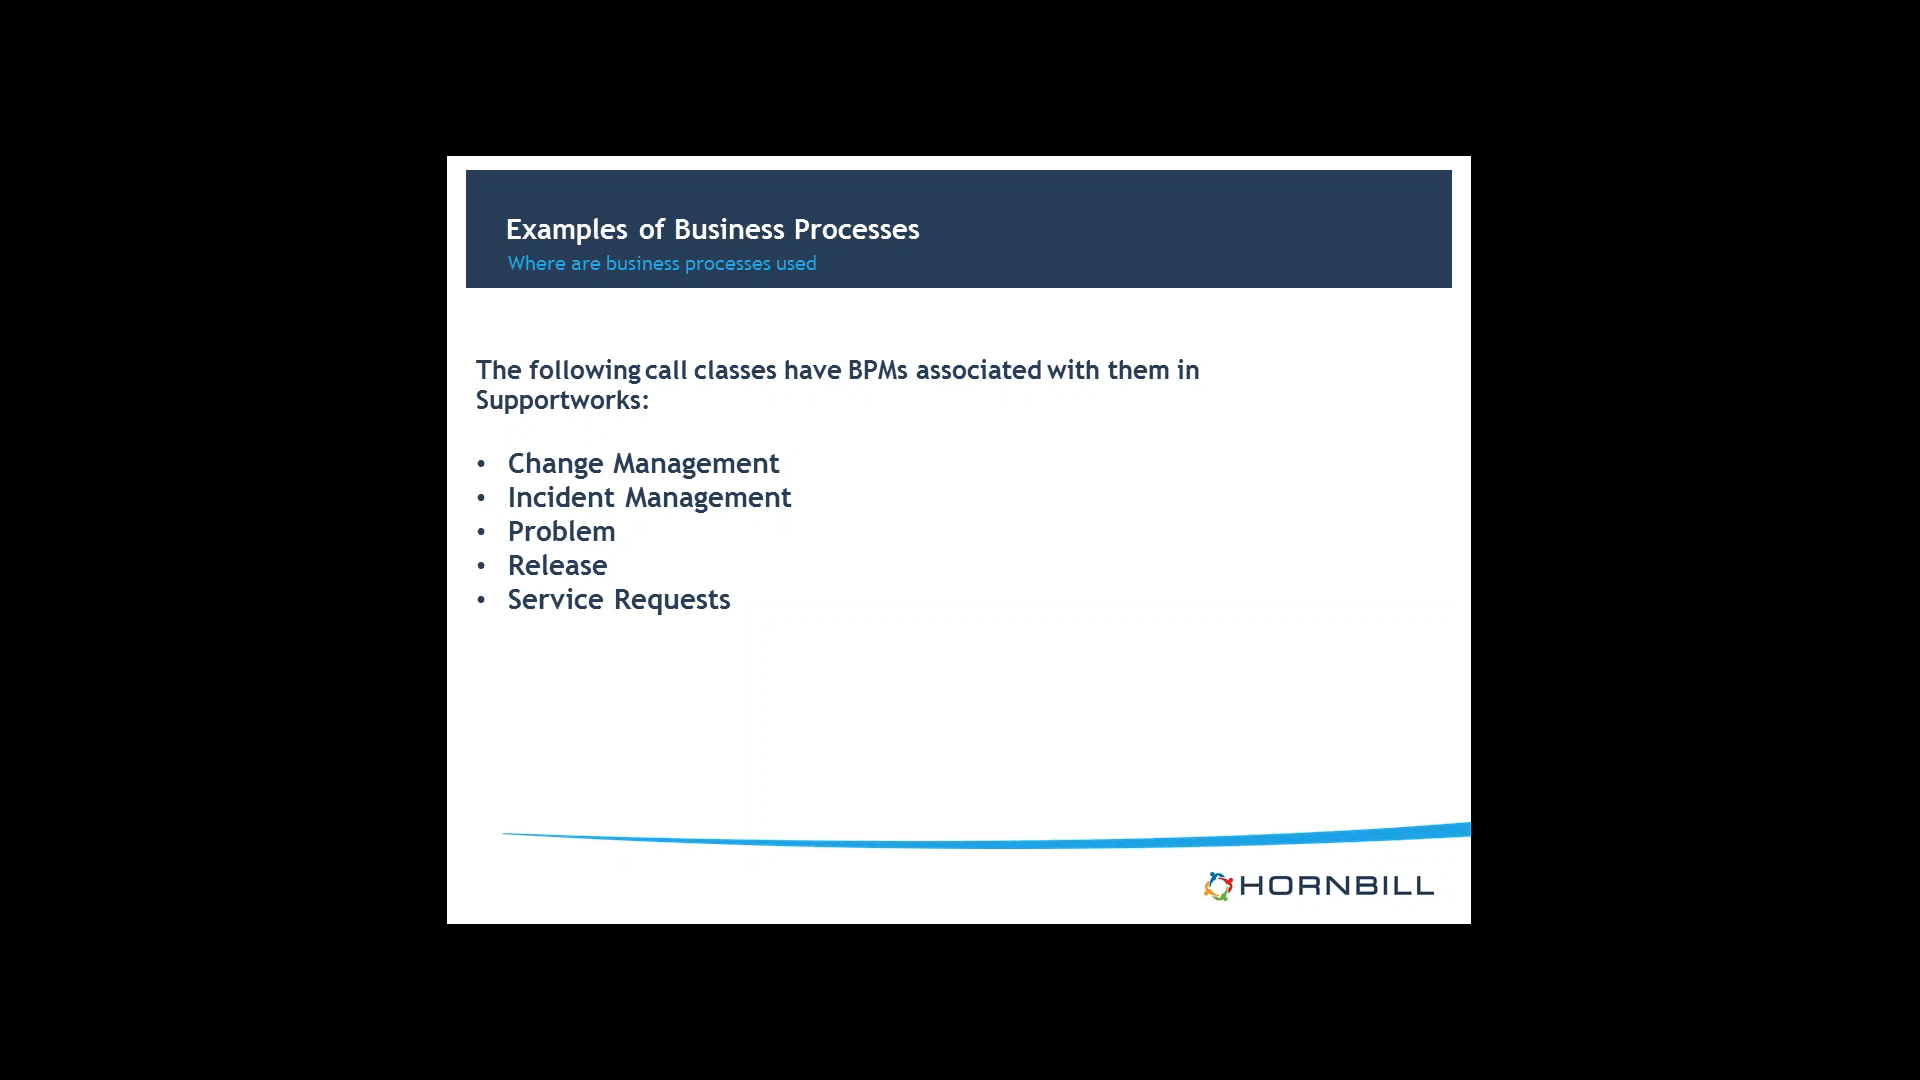 Examples of Business Processes
Where are business processes used
The following call classes have BPMs associated with them in
Supportworks:
• Change Management
• Incident Management
• Problem
• Release
• Service Requests
HORNBILL